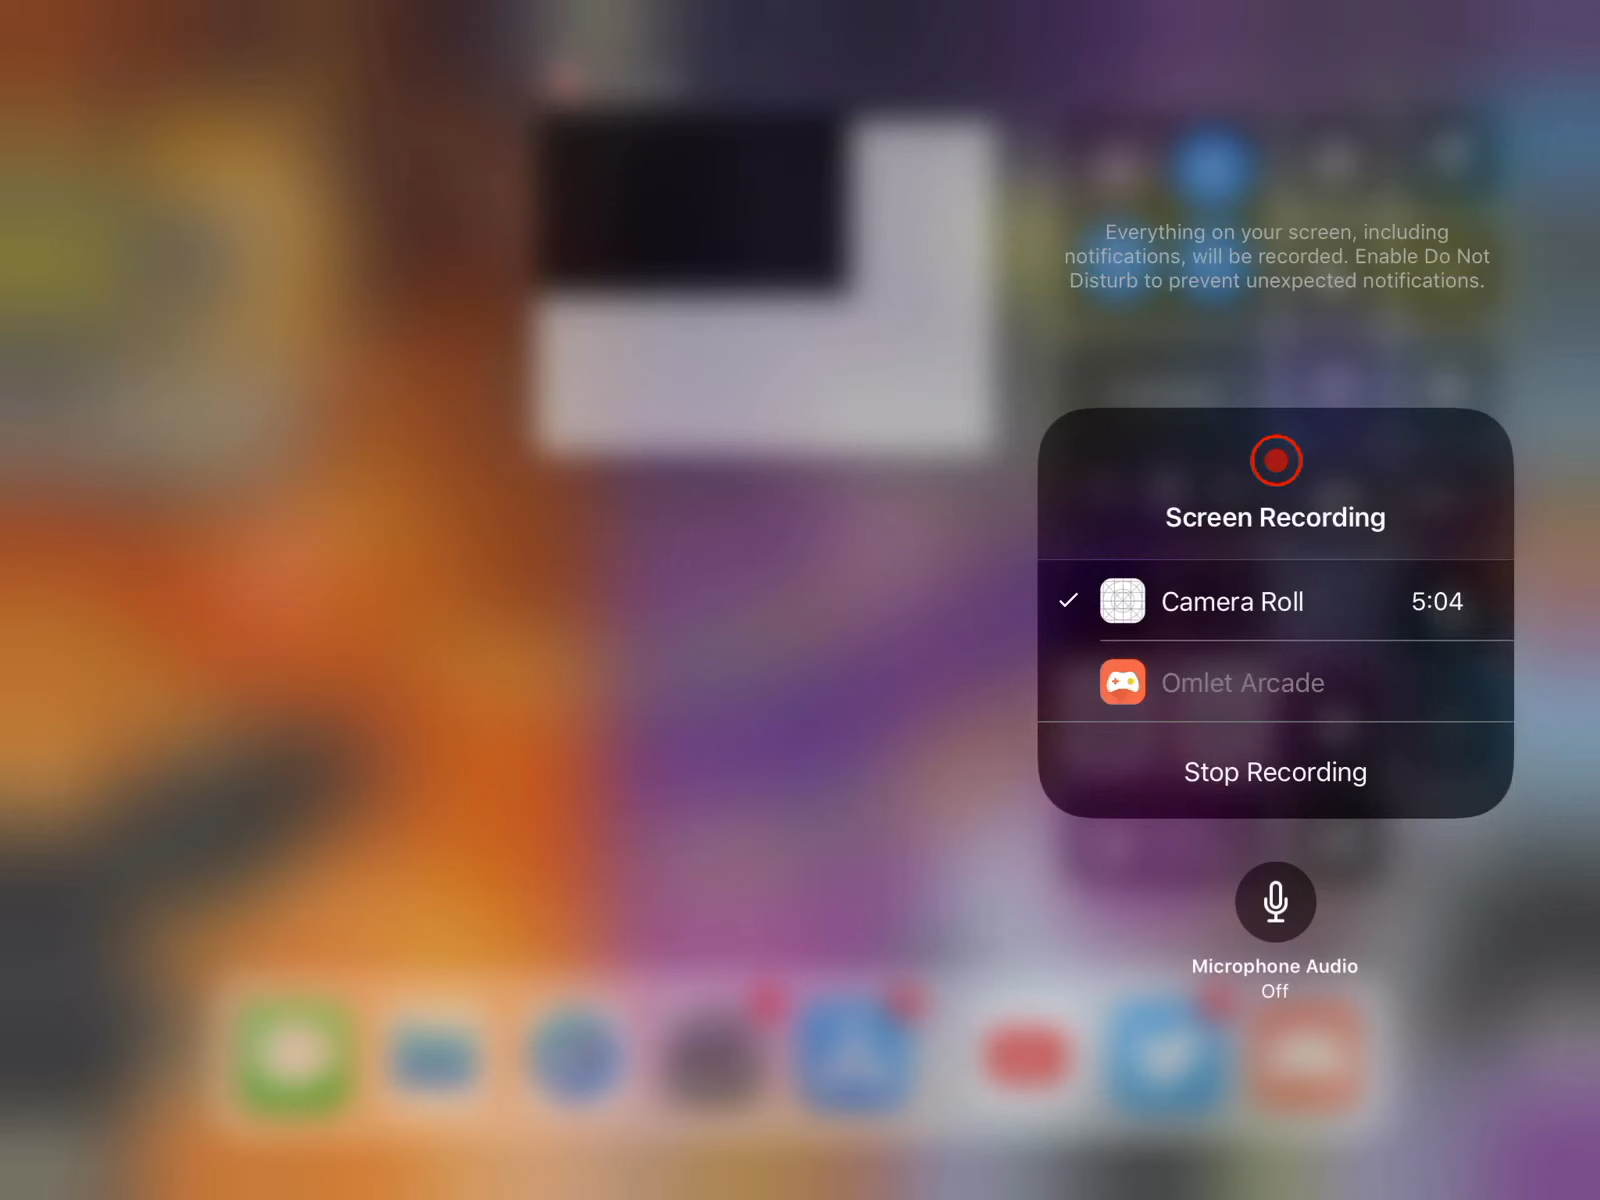 Everything on your screen, including
notifications, will be recorded. Enable Do Not
Disturb to prevent unexpected notifications.
Screen Recording
Camera Roll 5:04
Omlet Arcade
Stop Recording
Microphone Audio
Off